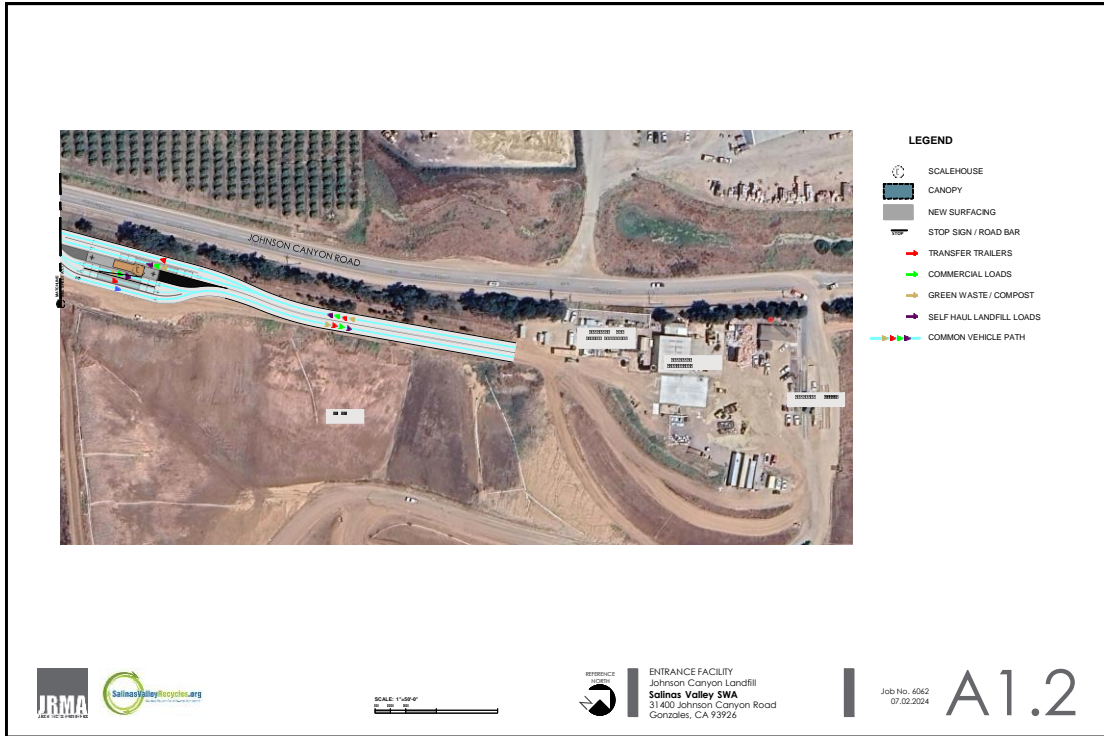 JOHNSON CANYON ROAD
LEGEND
SCALEHOUSE
CANOPY
NEW SURFACING
STOP
STOP SIGN / ROAD BAR
TRANSFER TRAILERS
COMMERCIAL LOADS
GREEN WASTE / COMPOST
SELF HAUL LANDFILL LOADS
COMMON VEHICLE PATH
JRMA
SalinasValleyRecycles.org
SCALE: 1"=50'-0"
REFERENCE
NORTH
ENTRANCE FACILITY
Johnson Canyon Landfill
Salinas Valley SWA
31400 Johnson Canyon Road
Gonzales, CA 93926
Job No. 6062
07.02.2024
A1.2